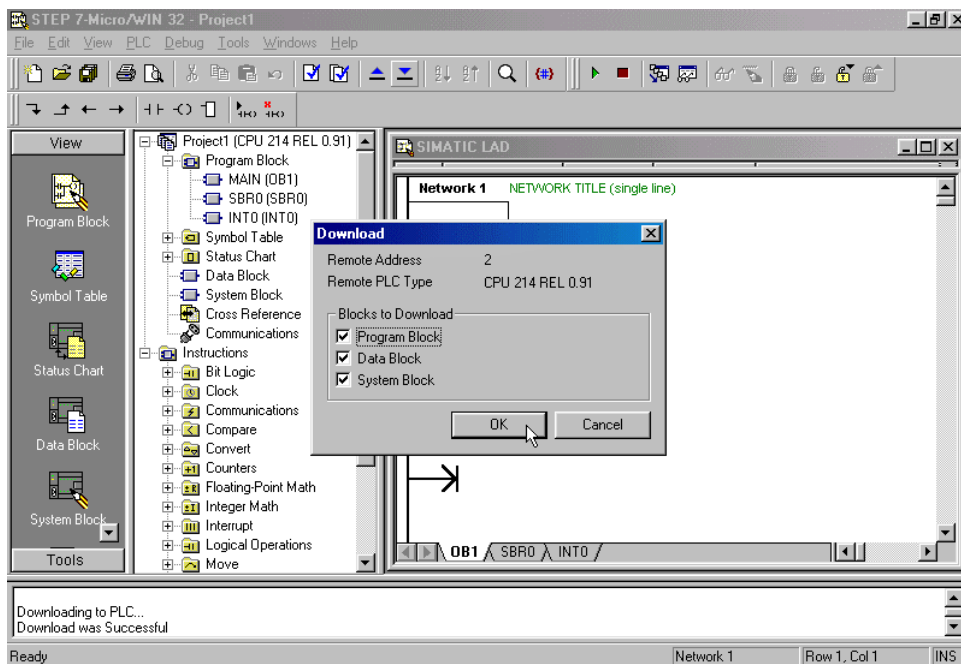 STEP 7-Micro/WIN 32 - Project1
File Edit View PLC Debug Tools Windows Help
View
Program Block
Symbol Table
Status Chart
Data Block
System Block
Tools
Project1 (CPU 214 REL 0.91)
Program Block
MAIN (OB1)
SBR0 (SBR0)
INT0 (INT0)
Symbol Table
Status Chart
Data Block
System Block
Cross Reference
Communications
Instructions
Bit Logic
Clock
Communications
Compare
Convert
Counters
Floating-Point Math
Integer Math
Interrupt
Logical Operations
Move
SIMATIC LAD
Network 1 NETWORK TITLE (single line)
Download
Remote Address 2
Remote PLC Type CPU 214 REL 0.91
Blocks to Download
Program Block
Data Block
System Block
OK Cancel
OB1 SBR0 INT0
Downloading to PLC...
Download was Successful
Ready Network 1 Row 1, Col 1 INS